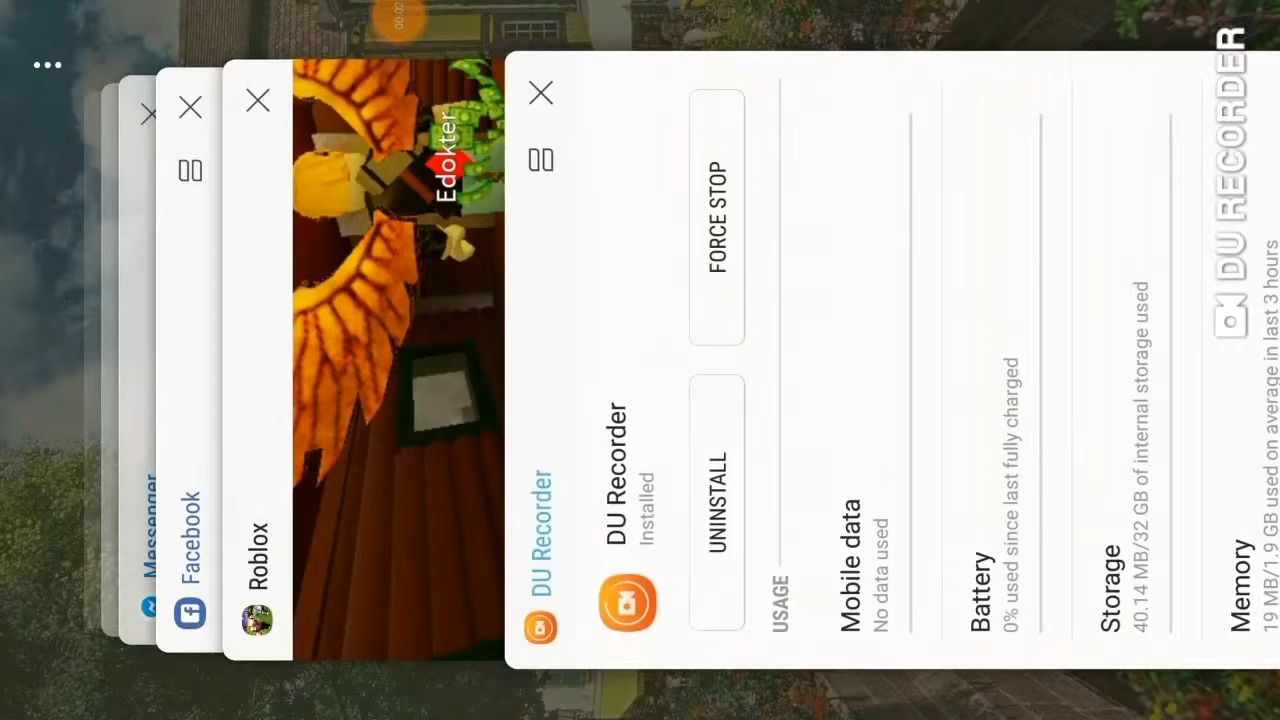 00:02
Messenger
Facebook
Roblox
Edokter
DU Recorder
DU Recorder
Installed
UNINSTALL
FORCE STOP
USAGE
Mobile data
No data used
Battery
0% used since last fully charged
Storage
40.14 MB/32 GB of internal storage used
Memory
19 MB/1.9 GB used on average in last 3 hours
DU RECORDER